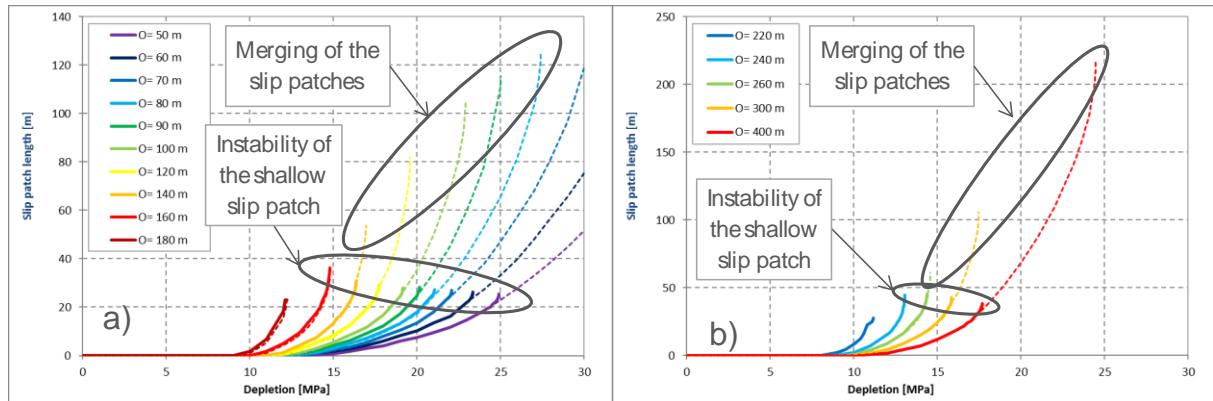 140
120
100
80
60
40
20
0
Slip patch length [m]
O= 50 m
O= 60 m
O= 70 m
O= 80 m
O= 90 m
O= 100 m
O= 120 m
O= 140 m
O= 160 m
O= 180 m
Merging of the
slip patches
Instability of
the shallow
slip patch
a)
0
5
10
15
20
25
30
Depletion [MPa]
250
200
150
100
50
0
Slip patch length [m]
O= 220 m
O= 240 m
O= 260 m
O= 300 m
O= 400 m
Merging of the
slip patches
Instability of
the shallow
slip patch
b)
0
5
10
15
20
25
30
Depletion [MPa]